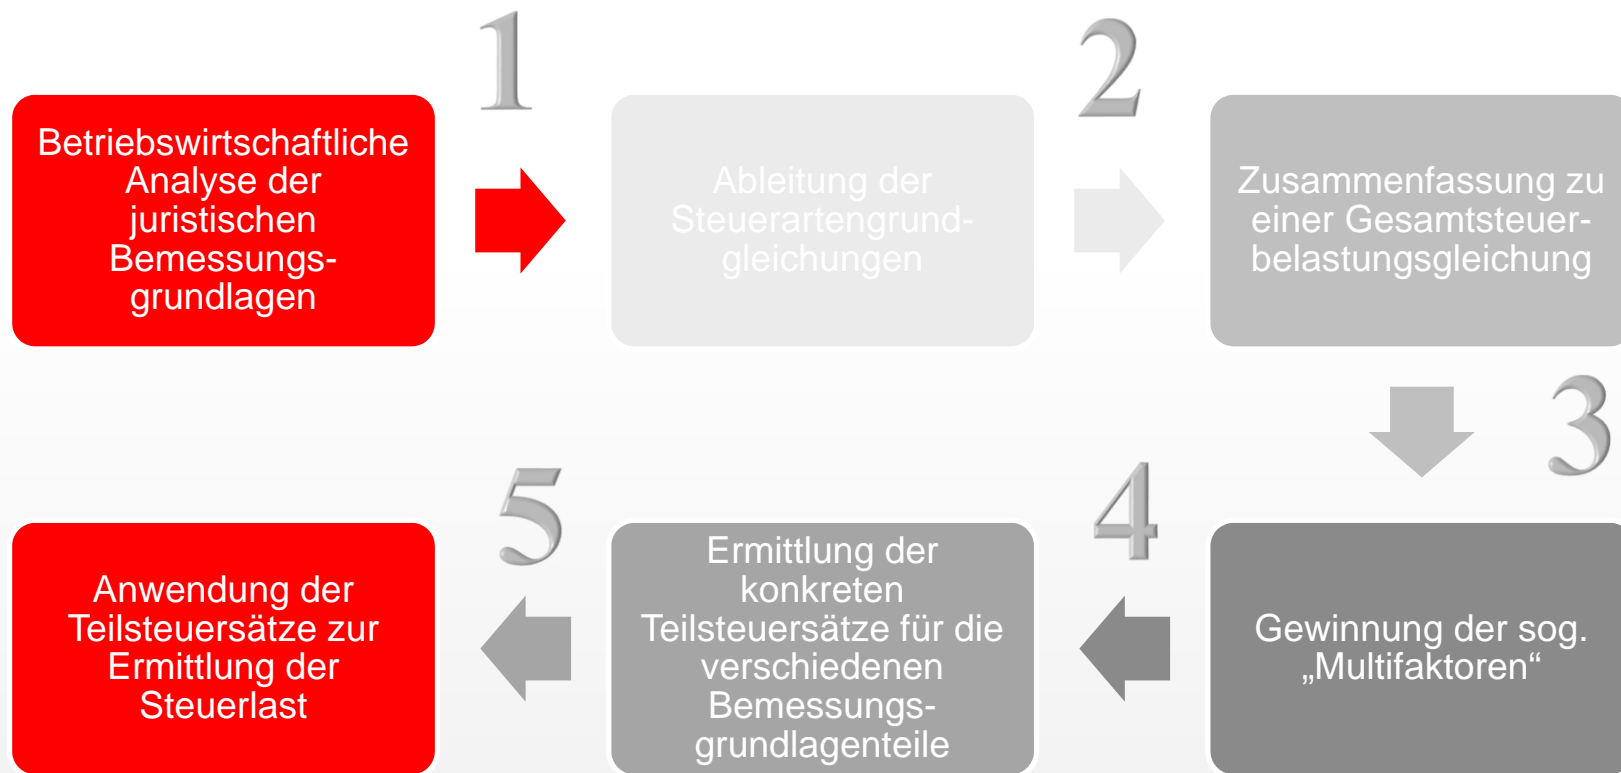 1
Betriebswirtschaftliche
Analyse der
juristischen
Bemessungs-
grundlagen
2
Ableitung der
Steuerartengrund-
gleichungen
Zusammenfassung zu
einer Gesamtsteuer-
belastungsgleichung
3
Gewinnung der sog.
„Multifaktoren“
4
Ermittlung der
konkreten
Teilsteuersätze für die
verschiedenen
Bemessungs-
grundlagenteile
5
Anwendung der
Teilsteuersätze zur
Ermittlung der
Steuerlast